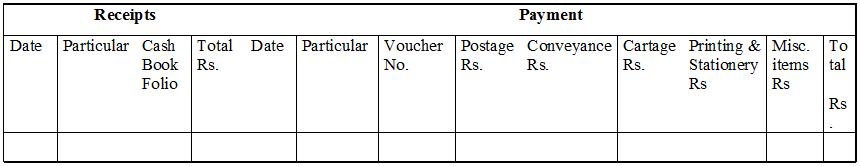 Receipts Payment
Date Particular Cash Total Date Particular Voucher Postage Conveyance Cartage Printing & Misc. To
Book Rs. No. Rs. Rs. Rs. Stationery items tal
Folio Rs Rs
Rs
.